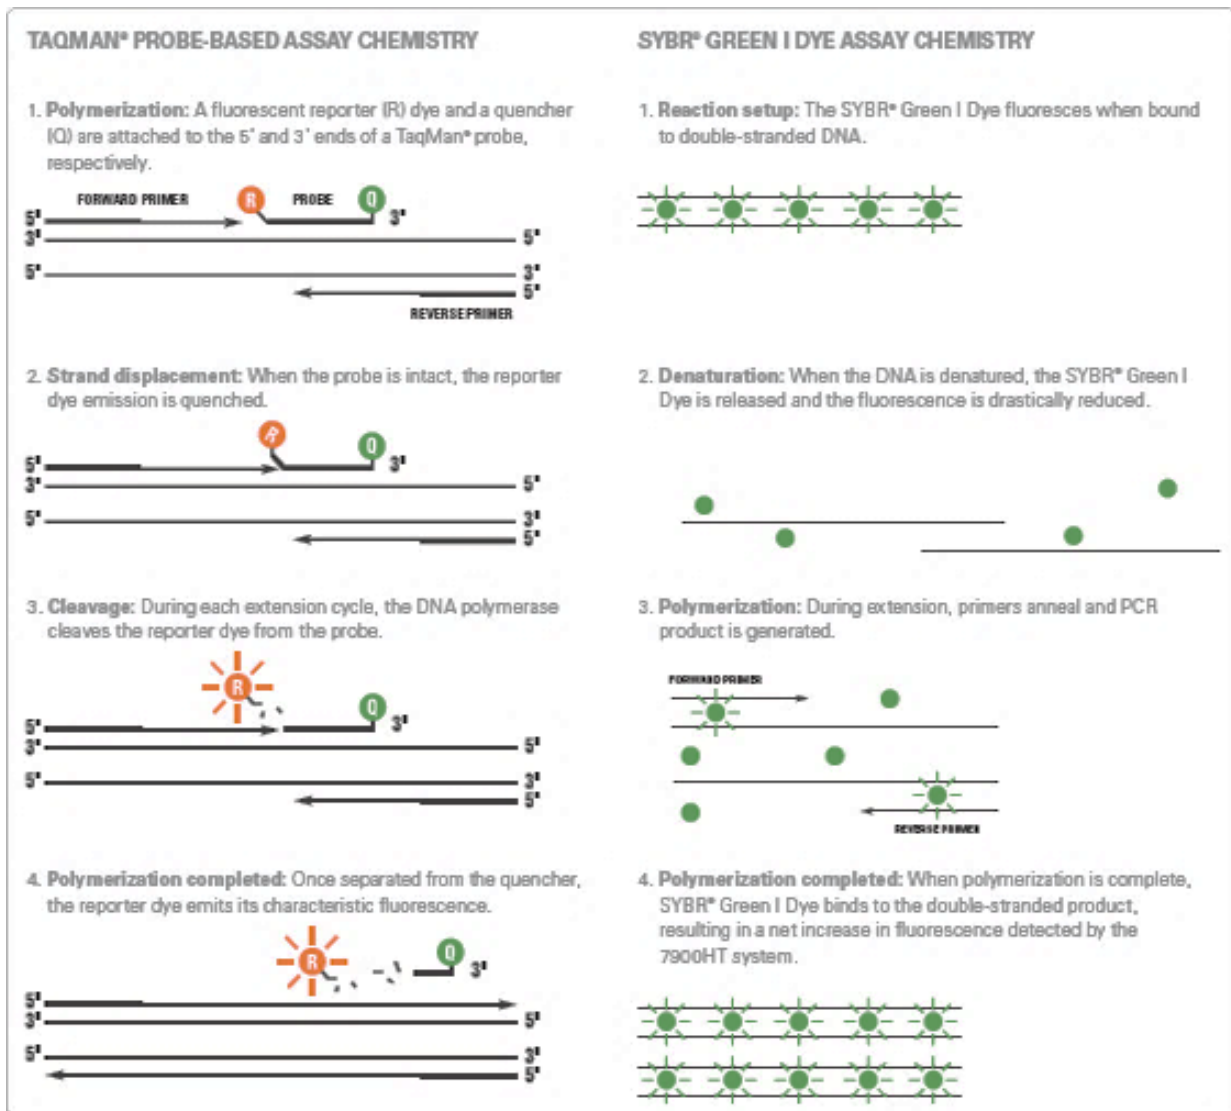 TAQMAN® PROBE-BASED ASSAY CHEMISTRY
1. Polymerization: A fluorescent reporter (R) dye and a quencher
(Q) are attached to the 5' and 3' ends of a TaqMan® probe,
respectively.
FORWARD PRIMER
R
PROBE
Q
5'
3'
3'
5'
5'
3'
5'
REVERSE PRIMER
2. Strand displacement: When the probe is intact, the reporter
dye emission is quenched.
R
Q
5'
3'
3'
5'
5'
3'
5'
3. Cleavage: During each extension cycle, the DNA polymerase
cleaves the reporter dye from the probe.
R
Q
5'
3'
3'
5'
5'
3'
5'
4. Polymerization completed: Once separated from the quencher,
the reporter dye emits its characteristic fluorescence.
R
Q
3'
5'
3'
5'
5'
3'
5'
SYBR® GREEN I DYE ASSAY CHEMISTRY
1. Reaction setup: The SYBR® Green I Dye fluoresces when bound
to double-stranded DNA.
2. Denaturation: When the DNA is denatured, the SYBR® Green I
Dye is released and the fluorescence is drastically reduced.
3. Polymerization: During extension, primers anneal and PCR
product is generated.
FORWARD PRIMER
REVERSE PRIMER
4. Polymerization completed: When polymerization is complete,
SYBR® Green I Dye binds to the double-stranded product,
resulting in a net increase in fluorescence detected by the
7900HT system.